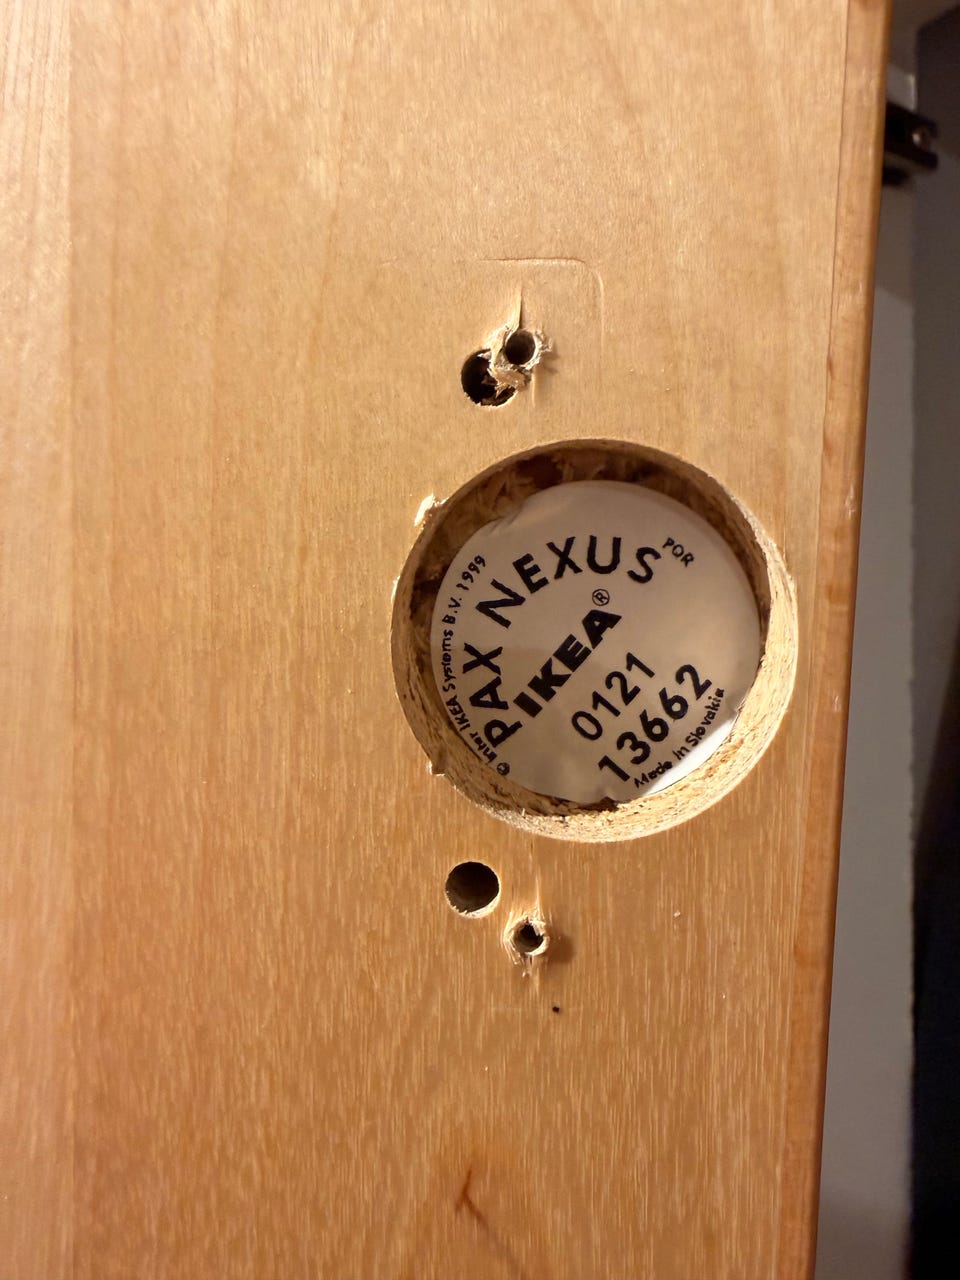 © Inter IKEA Systems B.V. 1999
PAX NEXUS POR
IKEA®
0121
13662
Made in Slovakia